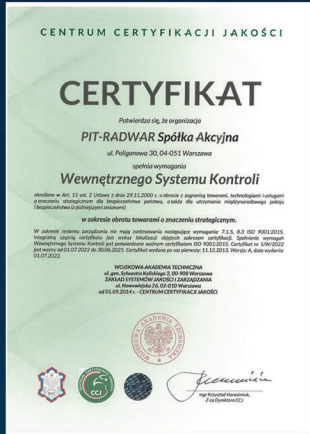 CENTRUM CERTYFIKACJI JAKOŚCI
CERTYFIKAT
Potwierdza się, że organizacja
PIT-RADWAR Spółka Akcyjna
ul. Poligonowa 30, 04-051 Warszawa
spełnia wymagania
Wewnętrznego Systemu Kontroli
określone w Art. 11 ust. 2 Ustawy z dnia 29.11.2000 r. o obrocie z zagranicą towarami, technologiami i usługami
o znaczeniu strategicznym dla bezpieczeństwa państwa, a także dla utrzymania międzynarodowego pokoju
i bezpieczeństwa (z późniejszymi zmianami)
w zakresie obrotu towarami o znaczeniu strategicznym.
W zakresie systemu zarządzania nie mają zastosowania następujące wymagania: 7.1.5, 8.3 ISO 9001:2015.
Integralną częścią certyfikatu jest wykaz lokalizacji objętych zakresem certyfikacji. Spełnienie wymagań
Wewnętrznego Systemu Kontroli jest potwierdzone ważnym certyfikatem ISO 9001:2015. Certyfikat nr 1/W/2022
jest ważny od 01.07.2022 do 30.06.2025. Certyfikat wydano po raz pierwszy: 11.12.2013. Wersja: A, data wydania:
01.07.2022.
WOJSKOWA AKADEMIA TECHNICZNA
ul. gen. Sylwestra Kaliskiego 2, 00-908 Warszawa
ZAKŁAD SYSTEMÓW JAKOŚCI I ZARZĄDZANIA
ul. Nowowiejska 26, 02-010 Warszawa
od 01.09.2014 r. - CENTRUM CERTYFIKACJI JAKOŚCI
WOJSKOWA AKADEMIA TECHNICZNA
CCJ
mgr Krzysztof Horosimiuk,
Z-ca Dyrektora CCJ